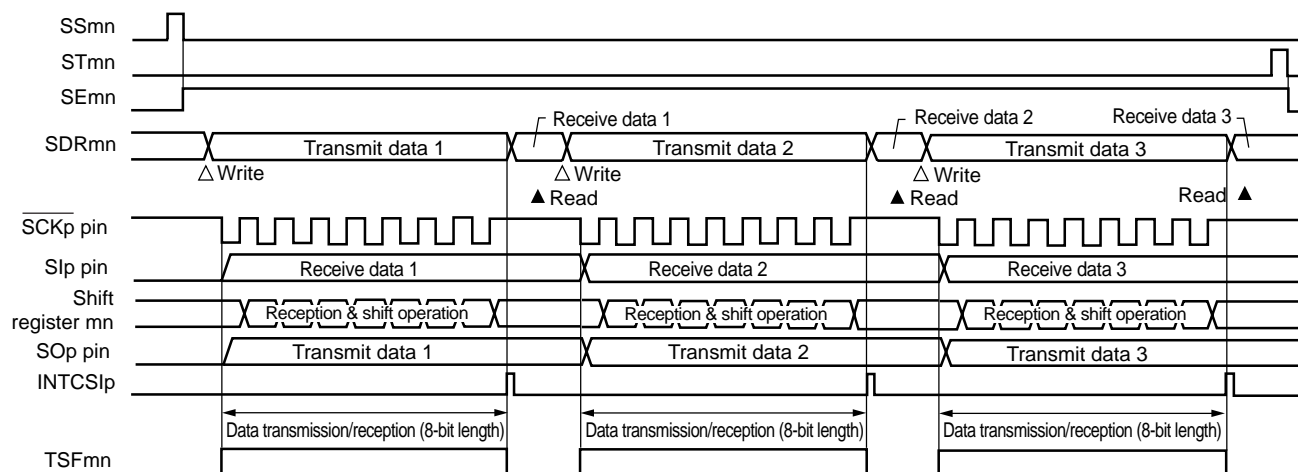 SSmn
STmn
SEmn
Receive data 1
Receive data 2
Receive data 3
SDRmn
Transmit data 1
Transmit data 2
Transmit data 3
△ Write
△ Write
△ Write
▲ Read
▲ Read
Read ▲
SCKp pin
SIp pin
Receive data 1
Receive data 2
Receive data 3
Shift
register mn
Reception & shift operation
Reception & shift operation
Reception & shift operation
SOp pin
Transmit data 1
Transmit data 2
Transmit data 3
INTCSIp
Data transmission/reception (8-bit length)
Data transmission/reception (8-bit length)
Data transmission/reception (8-bit length)
TSFmn